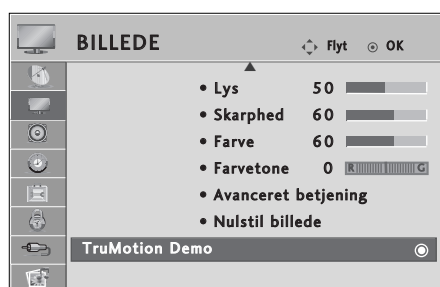 BILLEDE Flyt OK
• Lys 50
• Skarphed 60
• Farve 60
• Farvetone 0 R G
• Avanceret betjening
• Nulstil billede
TruMotion Demo